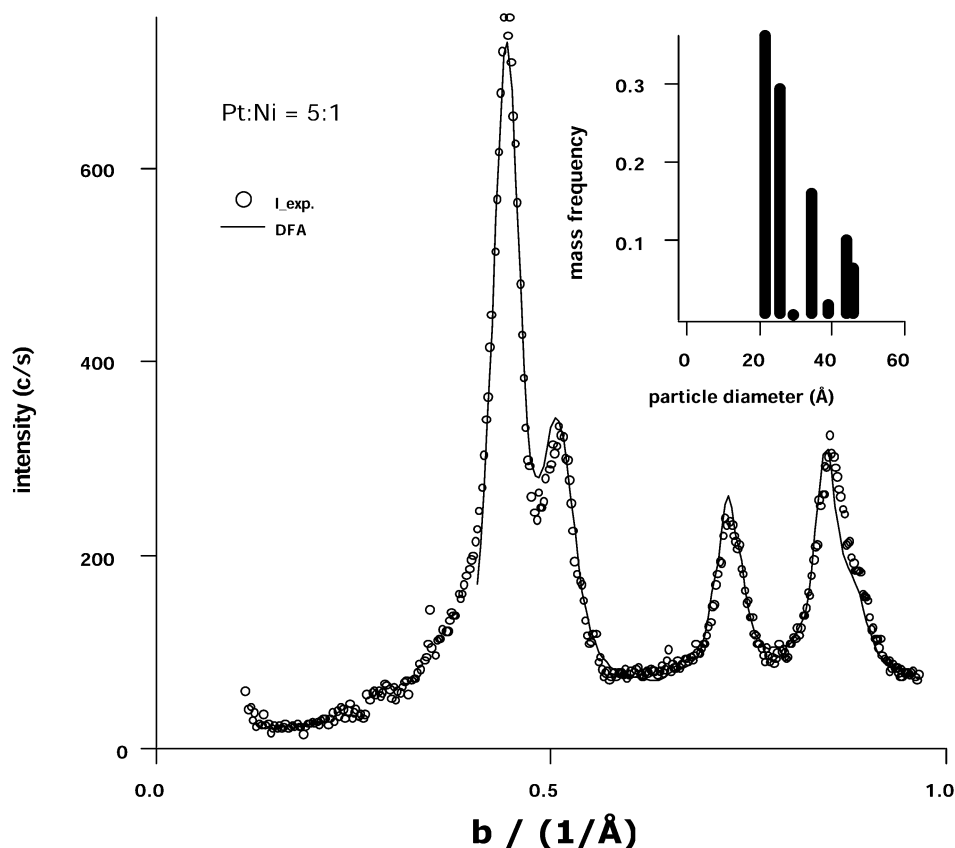 Pt:Ni = 5:1
I_exp.
DFA
intensity (c/s)
600
400
200
0
0.0
0.5
1.0
b / (1/Å)
mass frequency
0.3
0.2
0.1
0
20
40
60
particle diameter (Å)